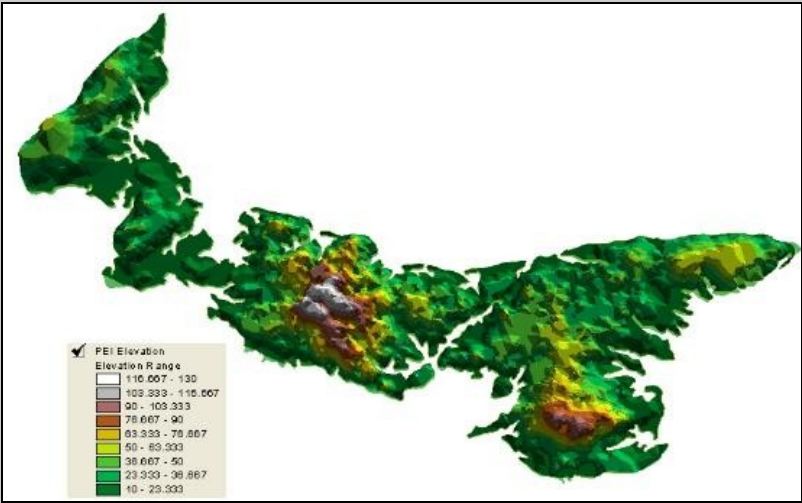 PEI Elevation
Elevation Range
116.667 - 130
103.333 - 116.667
90 - 103.333
76.667 - 90
63.333 - 76.667
50 - 63.333
36.667 - 50
23.333 - 36.667
10 - 23.333